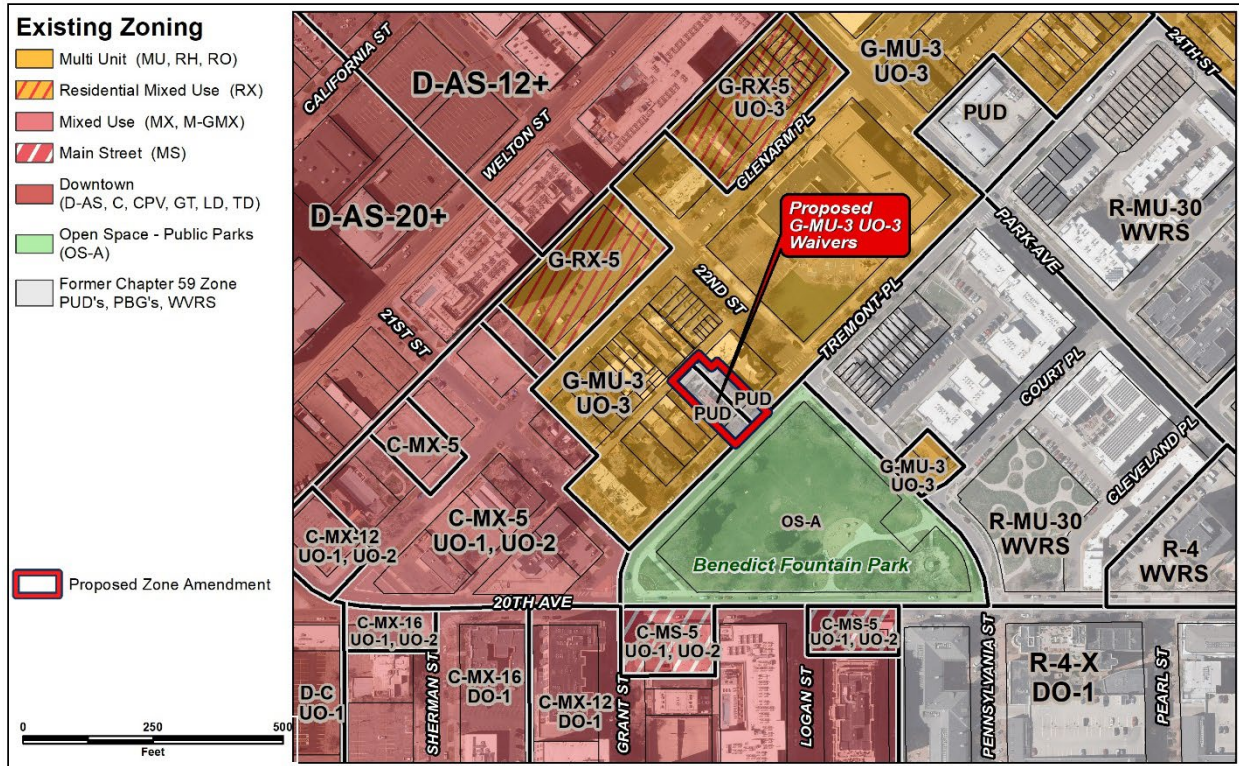 Existing Zoning
Multi Unit (MU, RH, RO)
Residential Mixed Use (RX)
Mixed Use (MX, M-GMX)
Main Street (MS)
Downtown
(D-AS, C, CPV, GT, LD, TD)
Open Space - Public Parks
(OS-A)
Former Chapter 59 Zone
PUD's, PBG's, WVRS
Proposed Zone Amendment
0 250 500
Feet
CALIFORNIA ST
D-AS-12+
WELTON ST
D-AS-20+
21ST ST
G-RX-5
UO-3
GLENARM PL
G-MU-3
UO-3
24TH ST
PUD
Proposed
G-MU-3 UO-3
Waivers
R-MU-30
WVRS
PARK AVE
G-RX-5
22ND ST
TREMONT PL
COURT PL
G-MU-3
UO-3
PUD
PUD
C-MX-5
G-MU-3
UO-3
CLEVELAND PL
C-MX-12
UO-1, UO-2
C-MX-5
UO-1, UO-2
OS-A
Benedict Fountain Park
R-MU-30
WVRS
R-4
WVRS
20TH AVE
C-MX-16
UO-1, UO-2
C-MS-5
UO-1, UO-2
C-MS-5
UO-1, UO-2
D-C
UO-1
SHERMAN ST
C-MX-16
DO-1
C-MX-12
DO-1
GRANT ST
LOGAN ST
PENNSYLVANIA ST
R-4-X
DO-1
PEARL ST